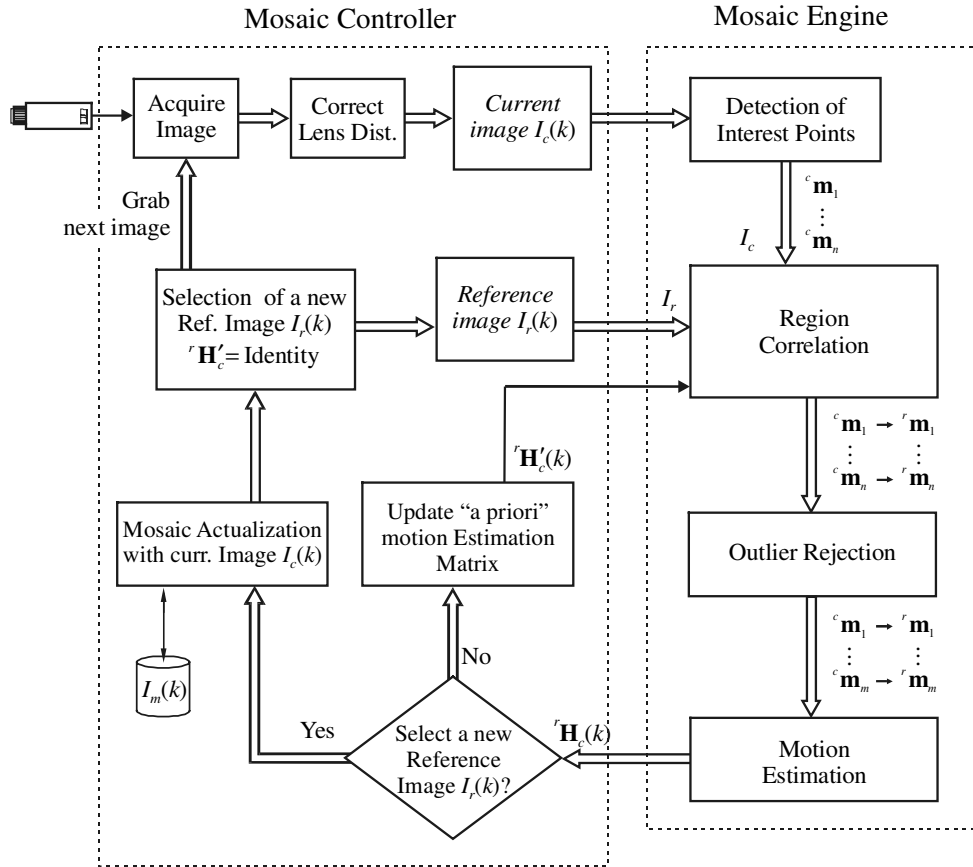 Mosaic Controller
Mosaic Engine
Acquire
Image
Correct
Lens Dist.
Current
image I_c(k)
Detection of
Interest Points
Grab
next image
^c m_1
⋮
^c m_n
I_c
Selection of a new
Ref. Image I_r(k)
^r H'_c = Identity
Reference
image I_r(k)
I_r
Region
Correlation
^c m_1 → ^r m_1
⋮ ⋮
^c m_n → ^r m_n
^r H'_c(k)
Mosaic Actualization
with curr. Image I_c(k)
Update “a priori”
motion Estimation
Matrix
Outlier Rejection
^c m_1 → ^r m_1
⋮ ⋮
^c m_m → ^r m_m
I_m(k)
No
Yes
Select a new
Reference
Image I_r(k)?
^r H_c(k)
Motion
Estimation